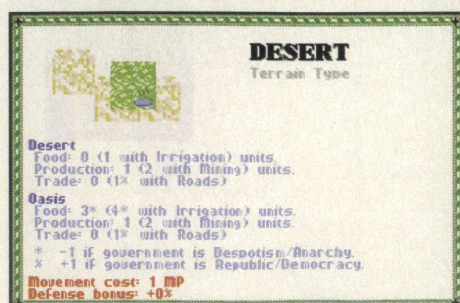 DESERT
Terrain Type
Desert
Food: 0 (1 with Irrigation) units.
Production: 1 (2 with Mining) units.
Trade: 0 (1% with Roads)
Oasis
Food: 3* (4* with Irrigation) units.
Production: 1 (2 with Mining) units.
Trade: 0 (1% with Roads)
* -1 if government is Despotism/Anarchy.
% +1 if government is Republic/Democracy.
Movement cost: 1 MP
Defense bonus: +0%